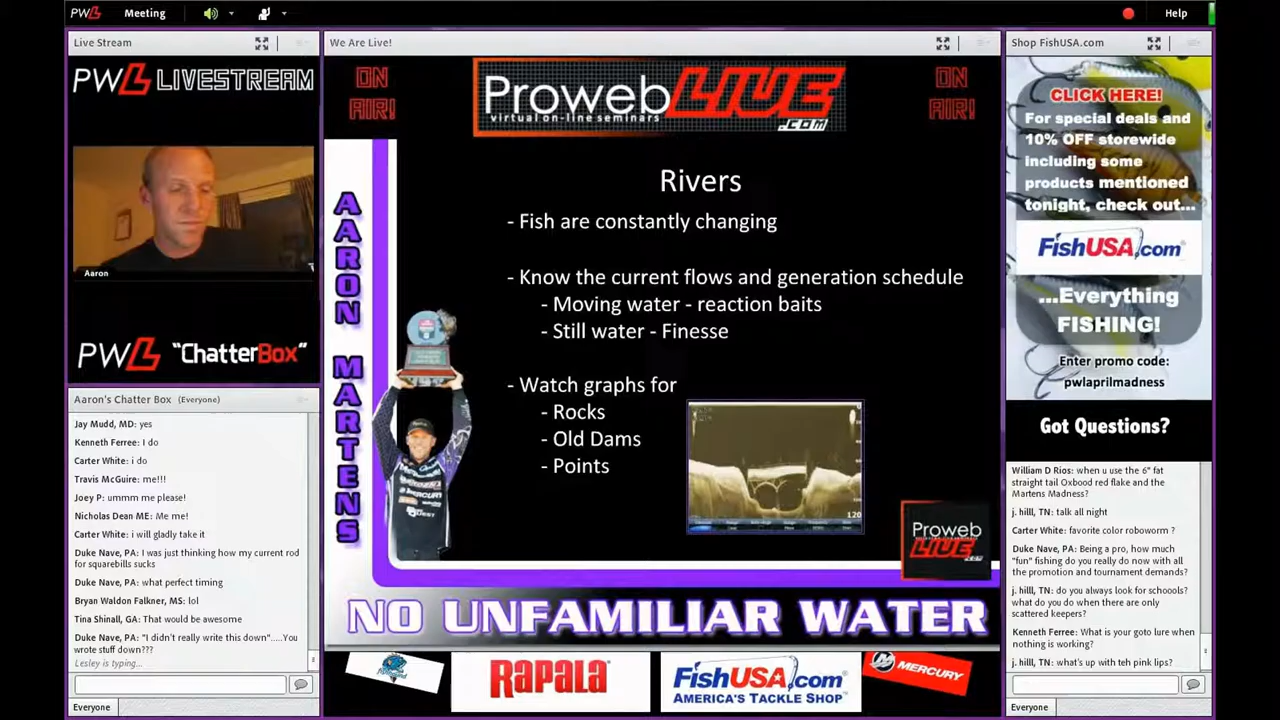 PWL Meeting Help
Live Stream
PWL LIVESTREAM
Aaron
PWL "ChatterBox"
Aaron's Chatter Box (Everyone)
Jay Mudd, MD: yes
Kenneth Ferree: I do
Carter White: i do
Travis McGuire: me!!!
Joey P: ummm me please!
Nicholas Dean ME: Me me!
Carter White: i will gladly take it
Duke Nave, PA: I was just thinking how my current rod
for squarebills sucks
Duke Nave, PA: what perfect timing
Bryan Waldon Falkner, MS: lol
Tina Shinall, GA: That would be awesome
Duke Nave, PA: "I didn't really write this down".....You
wrote stuff down???
Lesley is typing...
Everyone
We Are Live!
ON
AIR!
ProwebLIVE
virtual on-line seminars
.com
ON
AIR!
AARON MARTENS
Rivers
- Fish are constantly changing
- Know the current flows and generation schedule
- Moving water - reaction baits
- Still water - Finesse
- Watch graphs for
- Rocks
- Old Dams
- Points
120
Proweb
LIVE
.com
NO UNFAMILIAR WATER
RAPALA
FishUSA.com
AMERICA'S TACKLE SHOP
MERCURY
Shop FishUSA.com
CLICK HERE!
For special deals and
10% OFF storewide
including some
products mentioned
tonight, check out...
FishUSA.com
...Everything
FISHING!
Enter promo code:
pwlaprilmadness
Got Questions?
William D Rios: when u use the 6" fat
straight tail Oxbood red flake and the
Martens Madness?
j. hill, TN: talk all night
Carter White: favorite color roboworm ?
Duke Nave, PA: Being a pro, how much
"fun" fishing do you really do now with all
the promotion and tournament demands?
j. hill, TN: do you always look for schoools?
what do you do when there are only
scattered keepers?
Kenneth Ferree: What is your goto lure when
nothing is working?
j. hill, TN: what's up with teh pink lips?
Everyone